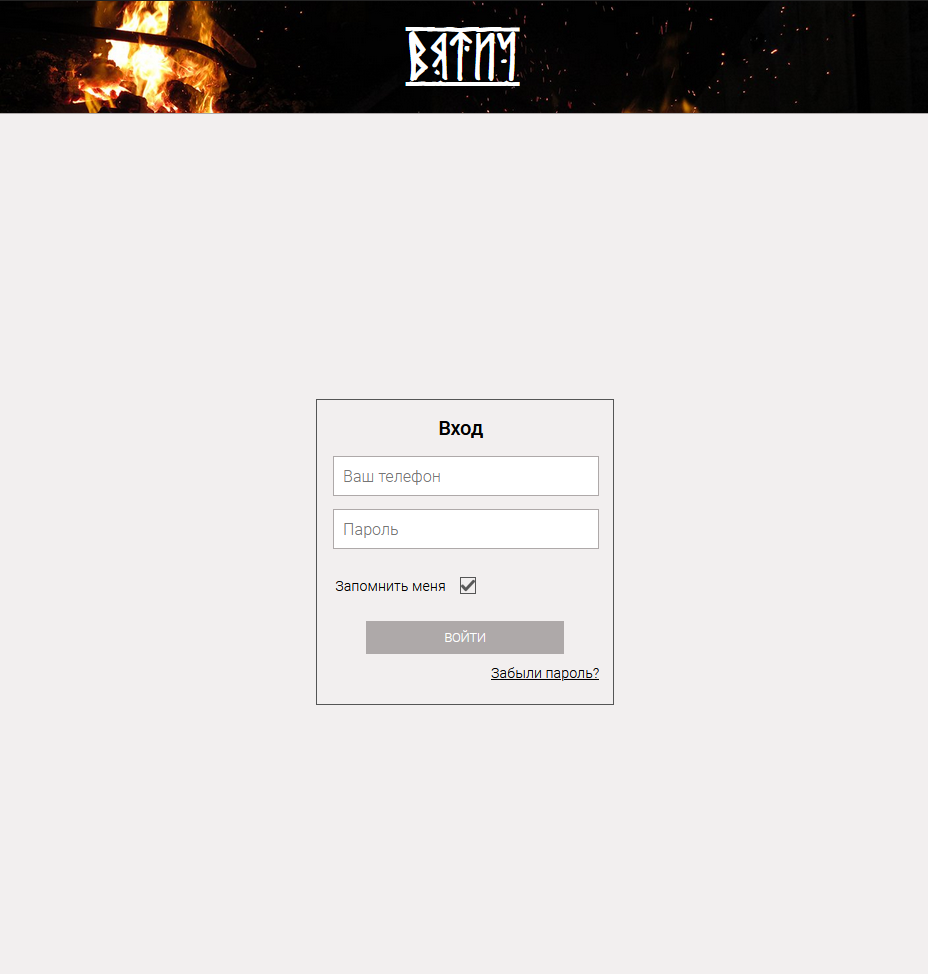 ВЯТИЧ
Вход
Ваш телефон
Пароль
Запомнить меня
ВОЙТИ
Забыли пароль?